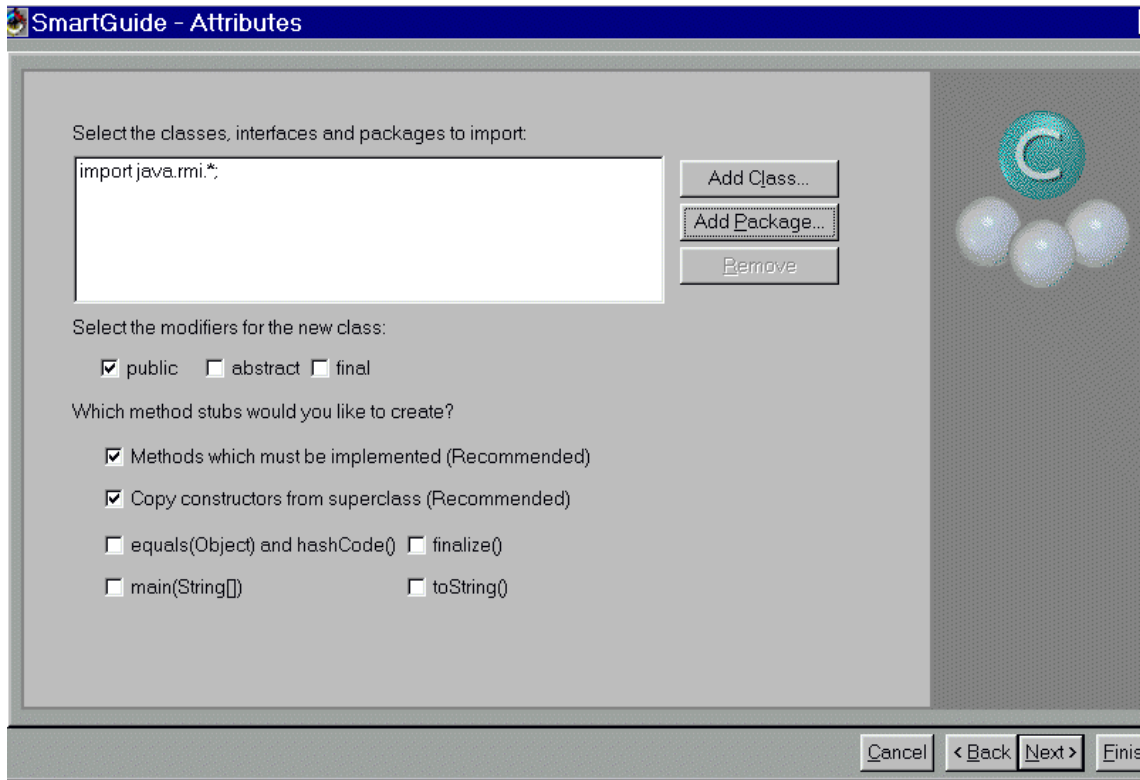 SmartGuide - Attributes
Select the classes, interfaces and packages to import:
import java.rmi.*;
Add Class...
Add Package...
Remove
C
Select the modifiers for the new class:
public abstract final
Which method stubs would you like to create?
Methods which must be implemented (Recommended)
Copy constructors from superclass (Recommended)
equals(Object) and hashCode() finalize()
main(String[]) toString()
Cancel < Back Next > Finis